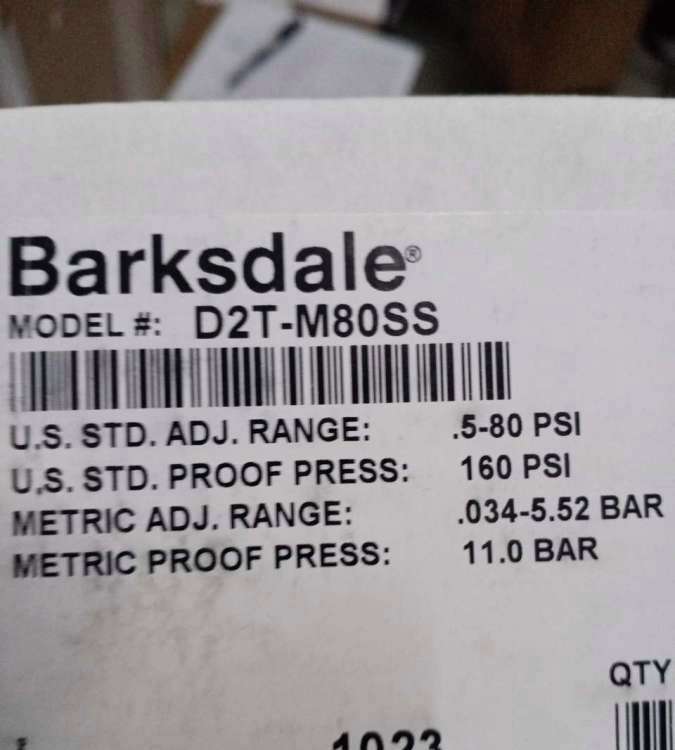 Barksdale®
MODEL #: D2T-M80SS
U.S. STD. ADJ. RANGE: .5-80 PSI
U.S. STD. PROOF PRESS: 160 PSI
METRIC ADJ. RANGE: .034-5.52 BAR
METRIC PROOF PRESS: 11.0 BAR
QTY
1023